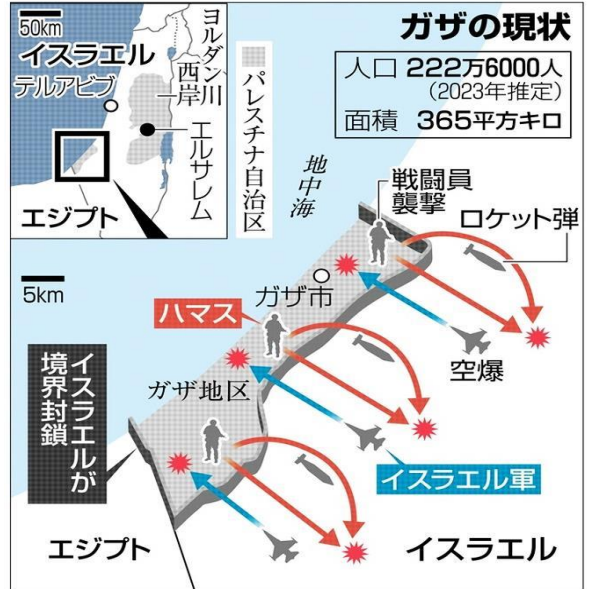 ガザの現状
人口 222万6000人
(2023年推定)
面積 365平方キロ
50km
イスラエル
テルアビブ
ヨルダン川
西岸
エルサレム
エジプト
パレスチナ自治区
地中海
戦闘員
襲撃
ロケット弾
5km
ガザ市
ハマス
空爆
ガザ地区
イスラエルが
境界封鎖
イスラエル軍
エジプト
イスラエル